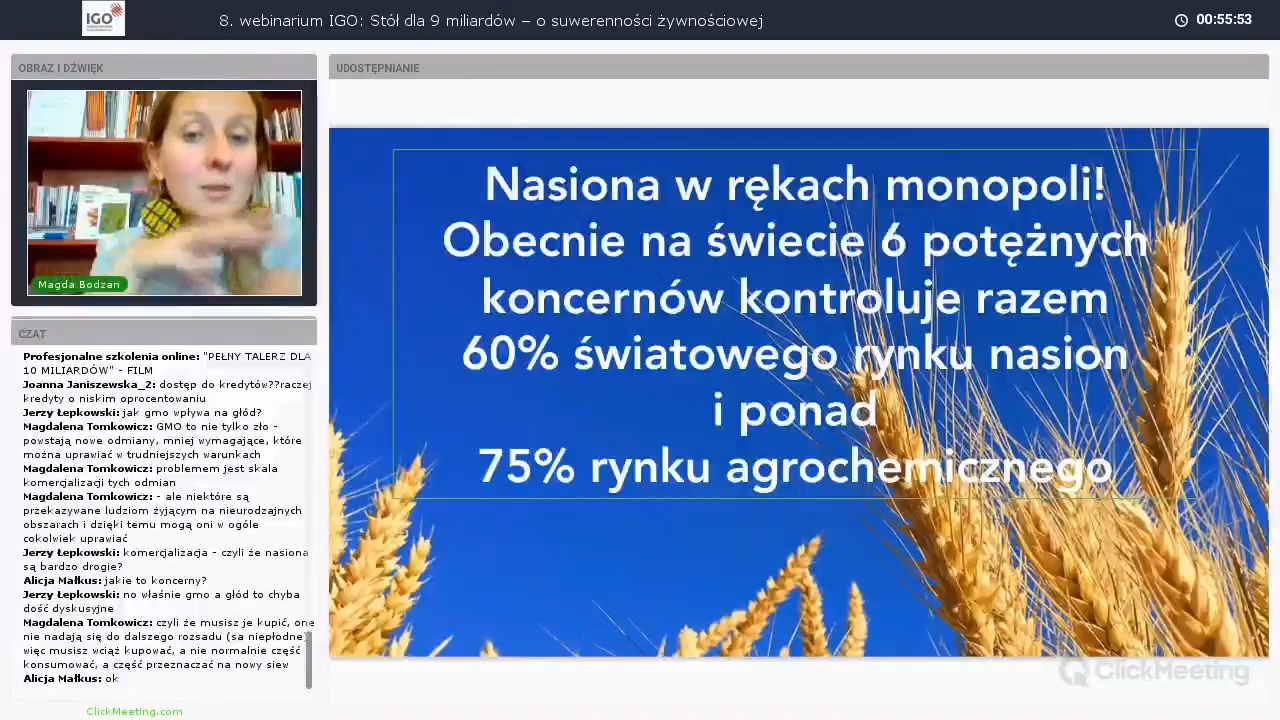 IGO
8. webinarium IGO: Stół dla 9 miliardów – o suwerenności żywnościowej
00:55:53
OBRAZ I DŹWIĘK
Magda Bodzan
CZAT
Profesjonalne szkolenia online: "PEŁNY TALERZ DLA
10 MILIARDÓW" - FILM
Joanna Janiszewska_2: dostęp do kredytów??raczej
kredyty o niskim oprocentowaniu
Jerzy Łepkowski: jak gmo wpływa na głód?
Magdalena Tomkowicz: GMO to nie tylko zło -
powstają nowe odmiany, mniej wymagające, które
można uprawiać w trudniejszych warunkach
Magdalena Tomkowicz: problemem jest skala
komercjalizacji tych odmian
Magdalena Tomkowicz: - ale niektóre są
przekazywane ludziom żyjącym na nieurodzajnych
obszarach i dzięki temu mogą oni w ogóle
cokolwiek uprawiać
Jerzy Łepkowski: komercjalizacja - czyli że nasiona
są bardzo drogie?
Alicja Małkus: jakie to koncerny?
Jerzy Łepkowski: no właśnie gmo a głód to chyba
dość dyskusyjne
Magdalena Tomkowicz: czyli że musisz je kupić, one
nie nadają się do dalszego rozsadu (sa niepłodne)
więc musisz wciąż kupować, a nie normalnie część
konsumować, a część przeznaczać na nowy siew
Alicja Małkus: ok
ClickMeeting.com
UDOSTĘPNIANIE
Nasiona w rękach monopoli!
Obecnie na świecie 6 potężnych
koncernów kontroluje razem
60% światowego rynku nasion
i ponad
75% rynku agrochemicznego
ClickMeeting